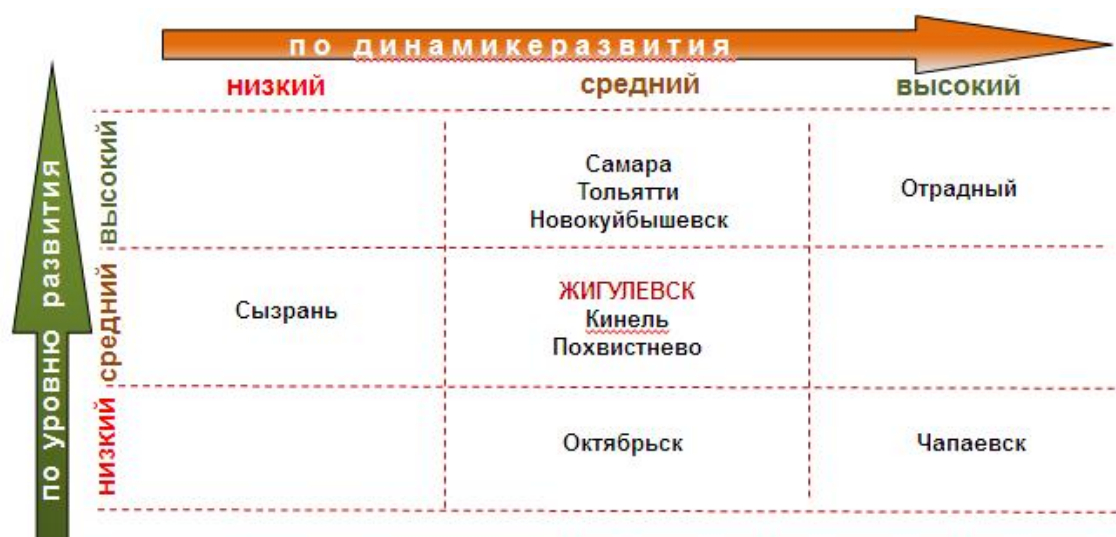 по динамикеразвития
низкий средний высокий
по уровню развития
высокий
Самара
Тольятти
Новокуйбышевск
Отрадный
средний
Сызрань
ЖИГУЛЕВСК
Кинель
Похвистнево
низкий
Октябрьск
Чапаевск